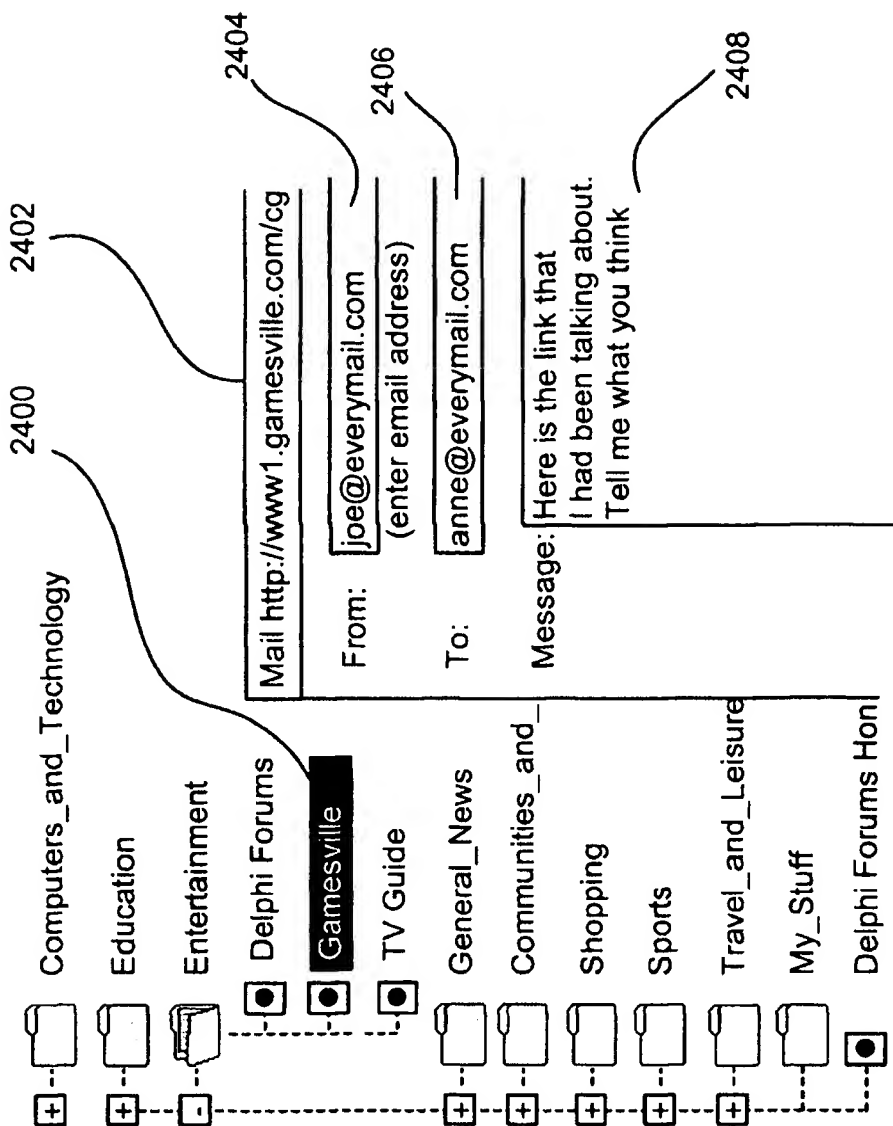 Computers_and_Technology
Education
Entertainment
Delphi Forums
Gamesville
TV Guide
General_News
Communities_and_
Shopping
Sports
Travel_and_Leisure
My_Stuff
Delphi Forums Hon
2400
2402
Mail http://www1.gamesville.com/cg
From: joe@everymail.com
(enter email address)
2404
To: anne@everymail.com
2406
Message: Here is the link that
I had been talking about.
Tell me what you think
2408